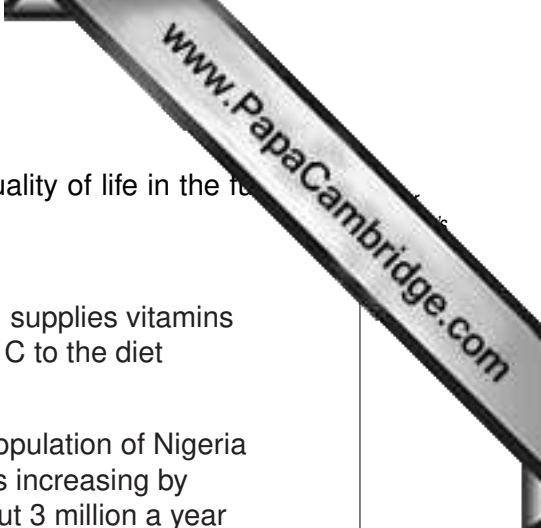 www.PapaCambridge.com
uality of life in the fu
supplies vitamins
C to the diet
opulation of Nigeria
s increasing by
ut 3 million a year